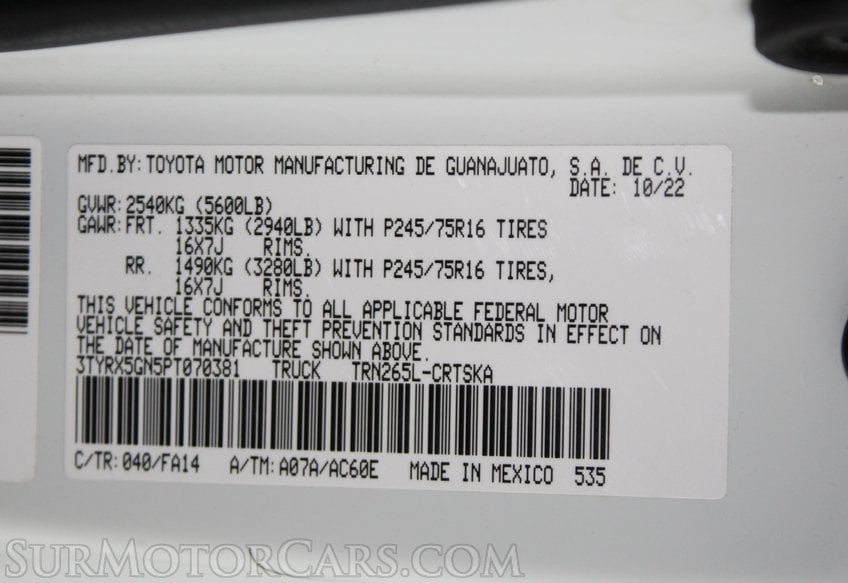 MFD.BY:TOYOTA MOTOR MANUFACTURING DE GUANAJUATO, S.A. DE C.V.
DATE: 10/22
GVWR:2540KG (5600LB)
GAWR:FRT. 1335KG (2940LB) WITH P245/75R16 TIRES
16X7J RIMS.
RR. 1490KG (3280LB) WITH P245/75R16 TIRES,
16X7J RIMS.
THIS VEHICLE CONFORMS TO ALL APPLICABLE FEDERAL MOTOR
VEHICLE SAFETY AND THEFT PREVENTION STANDARDS IN EFFECT ON
THE DATE OF MANUFACTURE SHOWN ABOVE.
3TYRX5GN5PT070381 TRUCK TRN265L-CRTSKA
C/TR:040/FA14 A/TM:A07A/AC60E MADE IN MEXICO 535
SURMOTORCARS.COM